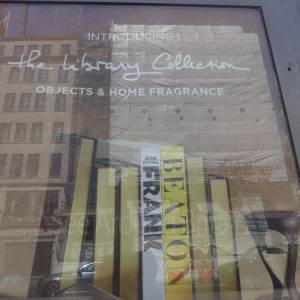 INTRODUCING
The Library Collection
OBJECTS & HOME FRAGRANCE
FRANK
BEATON